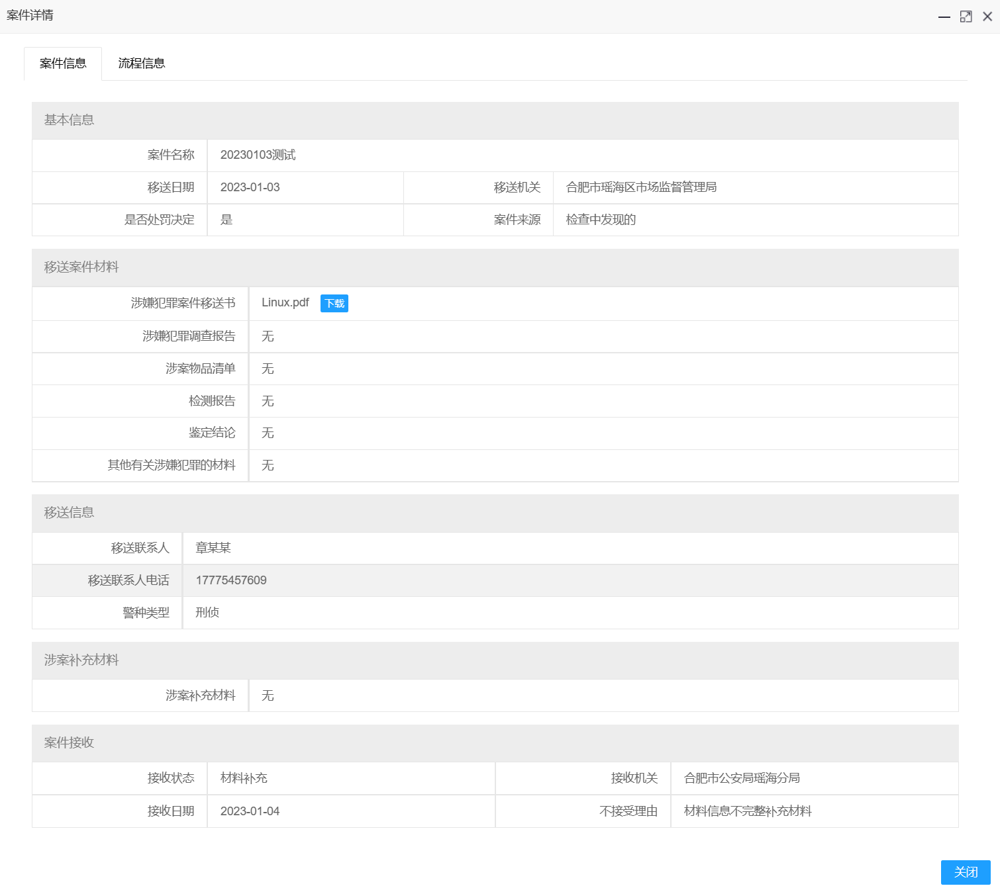 案件详情
案件信息 流程信息
基本信息
案件名称 20230103测试
移送日期 2023-01-03 移送机关 合肥市瑶海区市场监督管理局
是否处罚决定 是 案件来源 检查中发现的
移送案件材料
涉嫌犯罪案件移送书 Linux.pdf 下载
涉嫌犯罪调查报告 无
涉案物品清单 无
检测报告 无
鉴定结论 无
其他有关涉嫌犯罪的材料 无
移送信息
移送联系人 章某某
移送联系人电话 17775457609
警种类型 刑侦
涉案补充材料
涉案补充材料 无
案件接收
接收状态 材料补充 接收机关 合肥市公安局瑶海分局
接收日期 2023-01-04 不接受理由 材料信息不完整补充材料
关闭